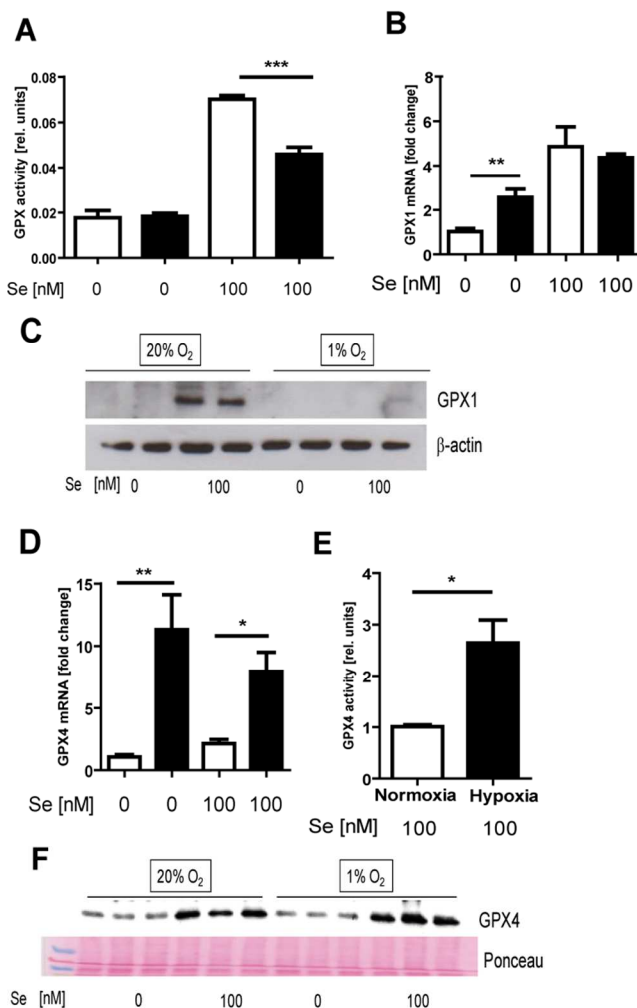 A
GPX activity [rel. units]
0.08
0.06
0.04
0.02
0.00
***
Se [nM]
0 0 100 100
B
GPX1 mRNA [fold change]
8
6
4
2
0
**
Se [nM]
0 0 100 100
C
20% O₂ 1% O₂
GPX1
β-actin
Se [nM] 0 100 0 100
D
GPX4 mRNA [fold change]
15
10
5
0
**
*
Se [nM]
0 0 100 100
E
GPX4 activity [rel. units]
4
3
2
1
0
*
Normoxia Hypoxia
Se [nM]
100 100
F
20% O₂ 1% O₂
GPX4
Ponceau
Se [nM] 0 100 0 100